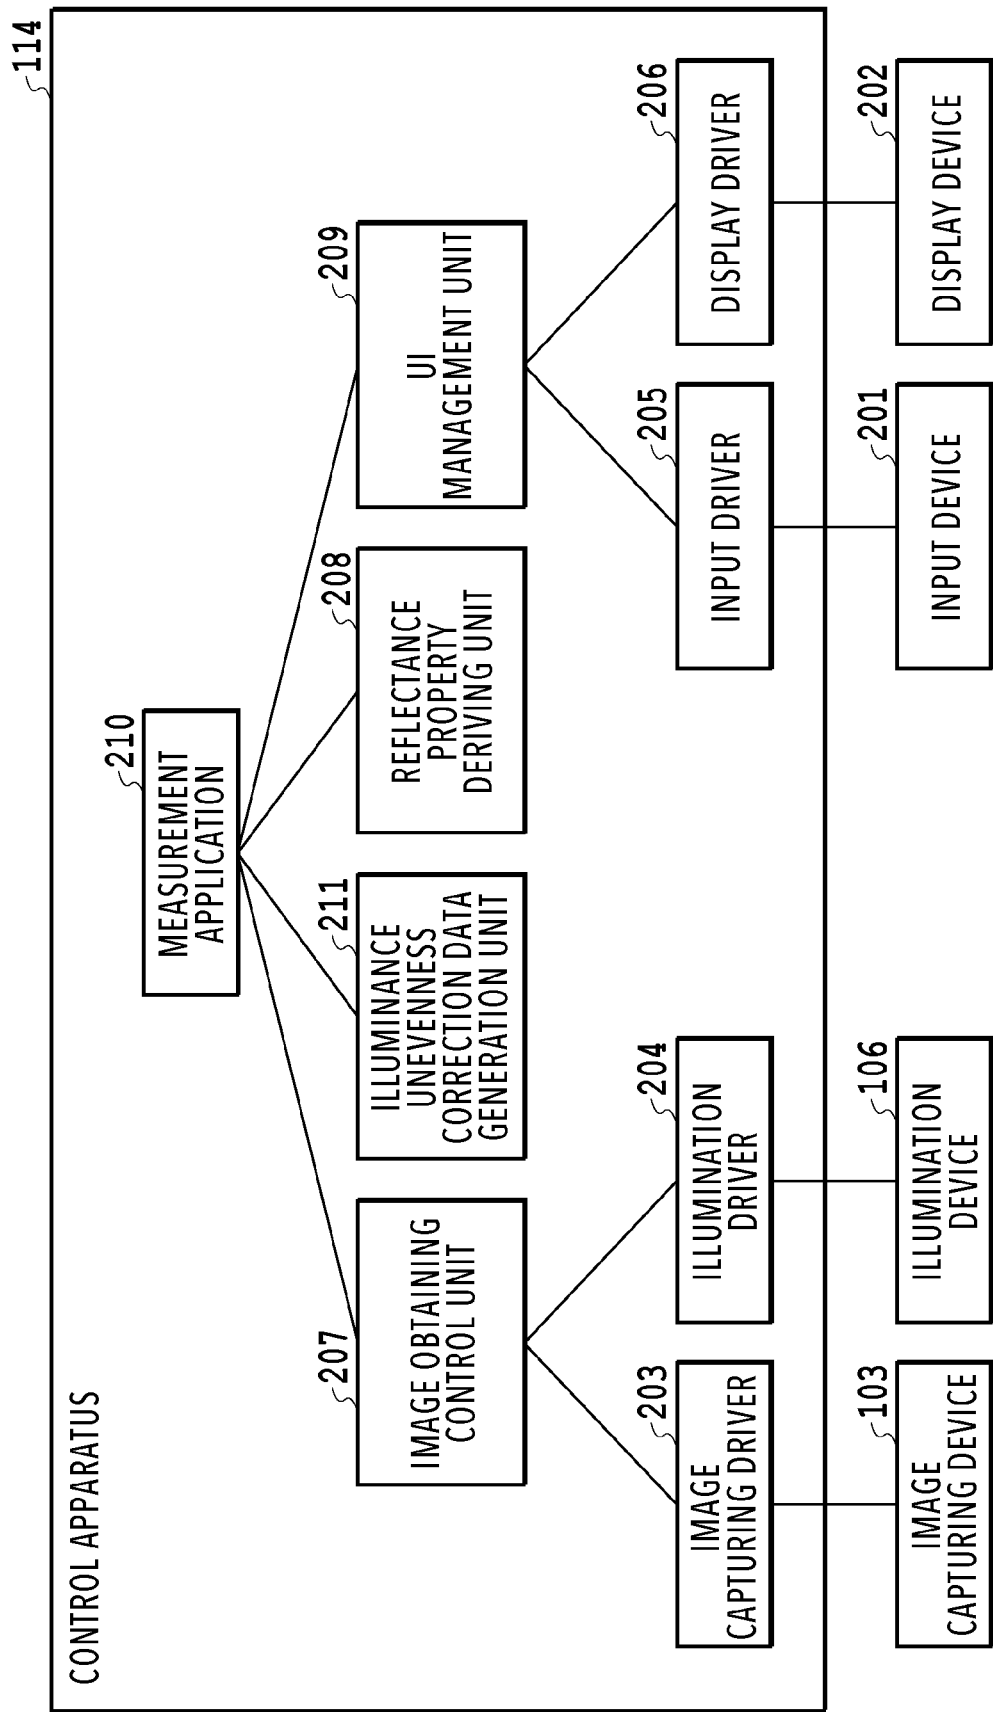 114
CONTROL APPARATUS
210
MEASUREMENT
APPLICATION
207
IMAGE OBTAINING
CONTROL UNIT
211
ILLUMINANCE
UNEVENNESS
CORRECTION DATA
GENERATION UNIT
208
REFLECTANCE
PROPERTY
DERIVING UNIT
209
UI
MANAGEMENT UNIT
203
IMAGE
CAPTURING DRIVER
204
ILLUMINATION
DRIVER
205
INPUT DRIVER
206
DISPLAY DRIVER
103
IMAGE
CAPTURING DEVICE
106
ILLUMINATION
DEVICE
201
INPUT DEVICE
202
DISPLAY DEVICE